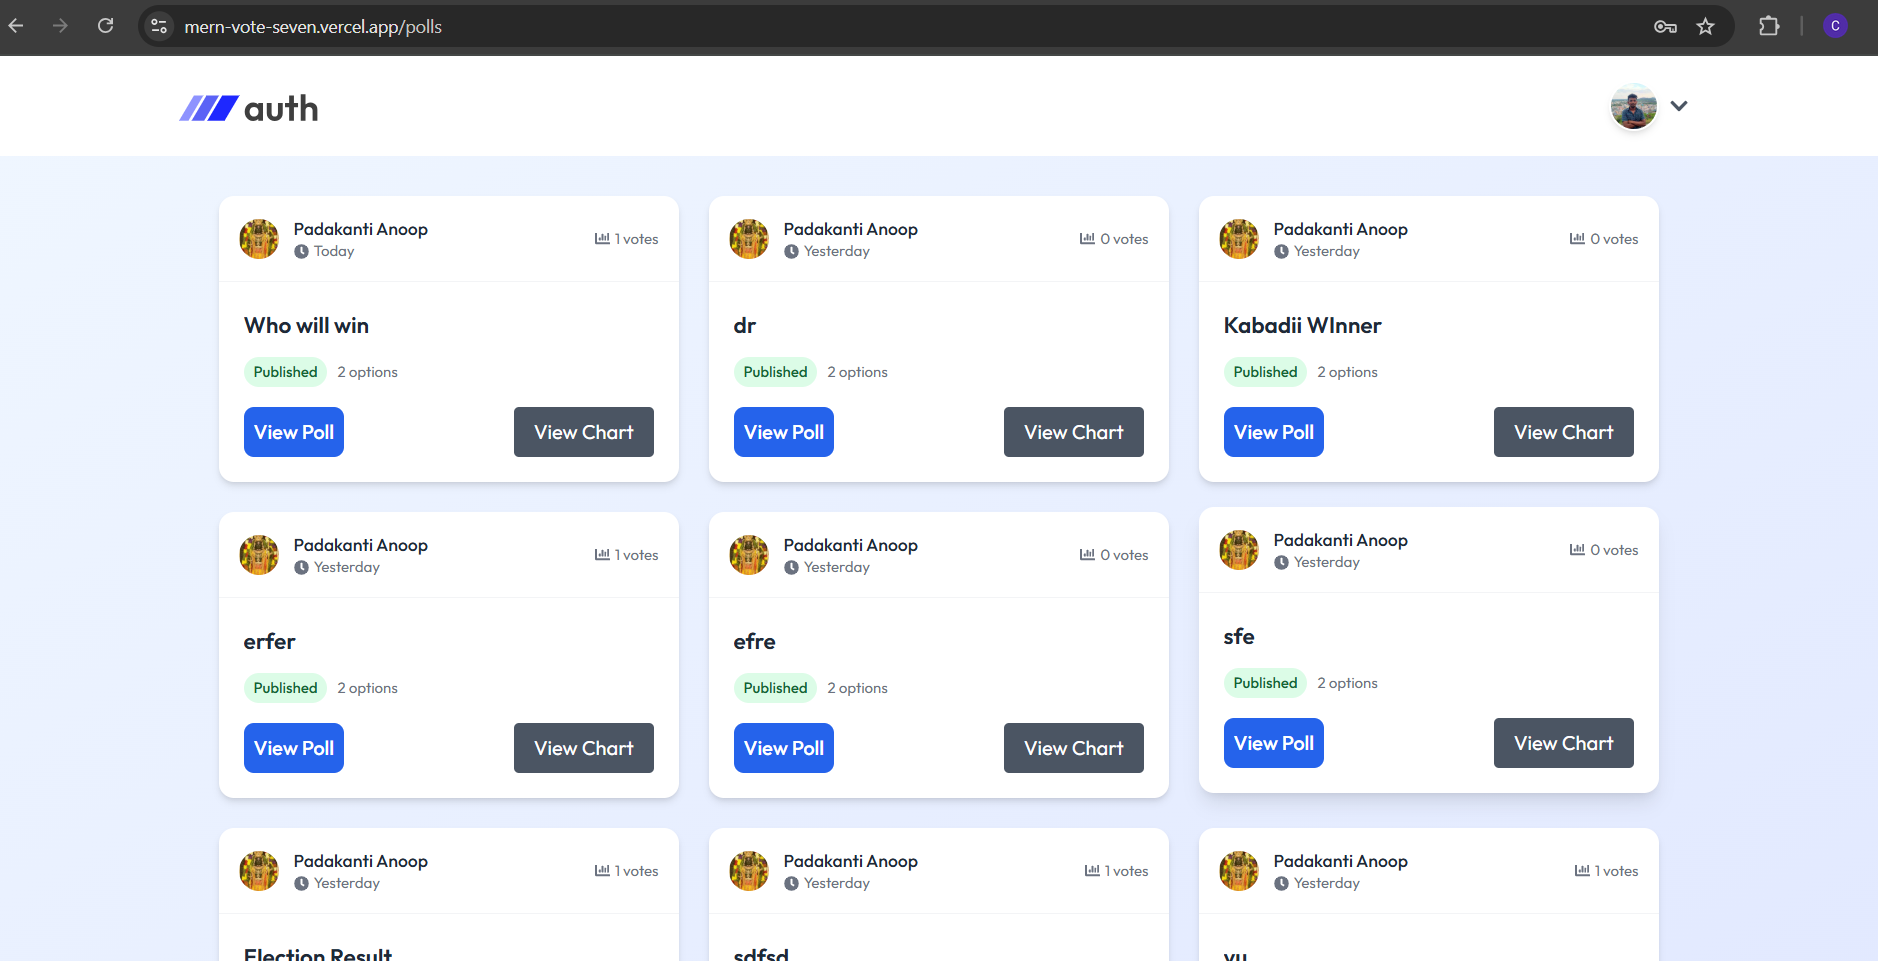 mern-vote-seven.vercel.app/polls
C
auth
Padakanti Anoop
Today
1 votes
Who will win
Published 2 options
View Poll View Chart
Padakanti Anoop
Yesterday
0 votes
dr
Published 2 options
View Poll View Chart
Padakanti Anoop
Yesterday
0 votes
Kabadii WInner
Published 2 options
View Poll View Chart
Padakanti Anoop
Yesterday
1 votes
erfer
Published 2 options
View Poll View Chart
Padakanti Anoop
Yesterday
0 votes
efre
Published 2 options
View Poll View Chart
Padakanti Anoop
Yesterday
0 votes
sfe
Published 2 options
View Poll View Chart
Padakanti Anoop
Yesterday
1 votes
Election Result
Padakanti Anoop
Yesterday
1 votes
sdfsd
Padakanti Anoop
Yesterday
1 votes